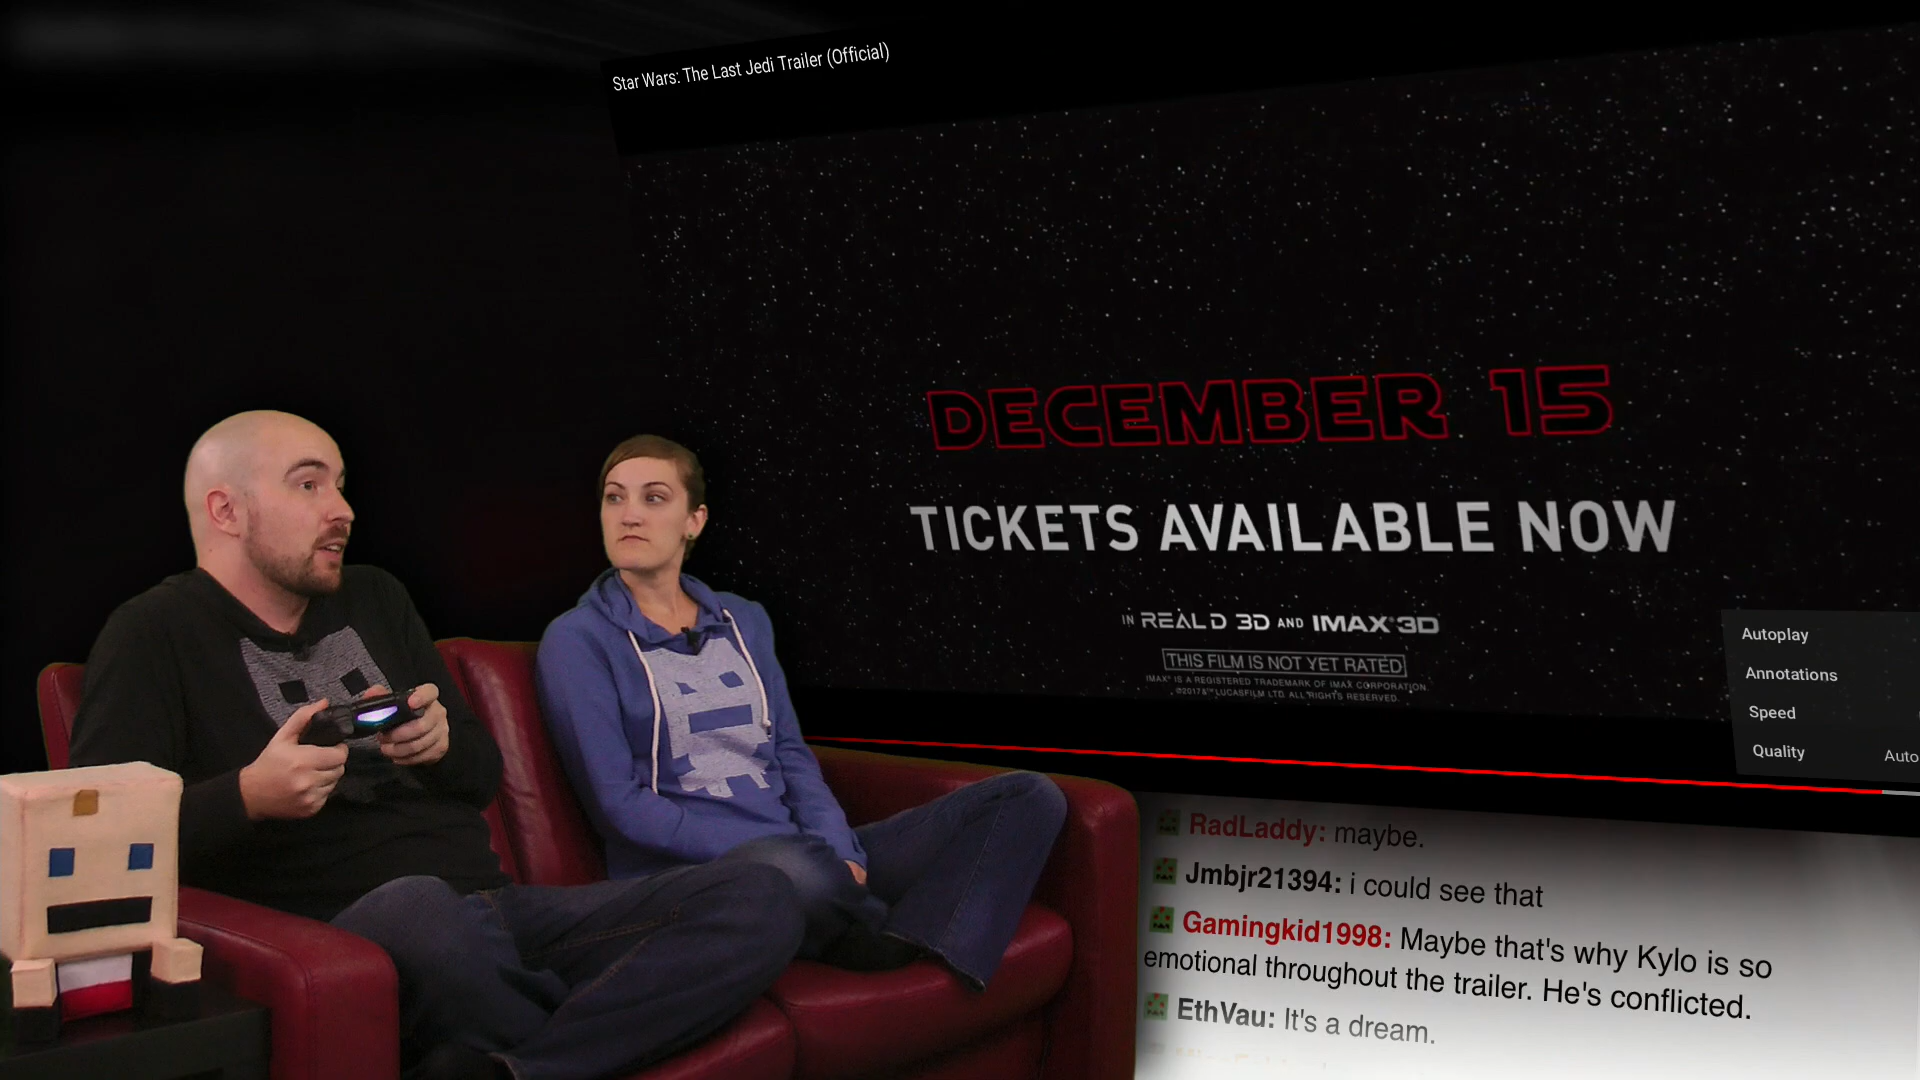 Star Wars: The Last Jedi Trailer (Official)
DECEMBER 15
TICKETS AVAILABLE NOW
IN REALD 3D AND IMAX 3D
THIS FILM IS NOT YET RATED
IMAX® IS A REGISTERED TRADEMARK OF IMAX CORPORATION.
©2017 & ™ LUCASFILM LTD. ALL RIGHTS RESERVED.
Autoplay
Annotations
Speed
Quality Auto
RadLaddy: maybe.
Jmbjr21394: i could see that
Gamingkid1998: Maybe that's why Kylo is so
emotional throughout the trailer. He's conflicted.
EthVau: It's a dream.